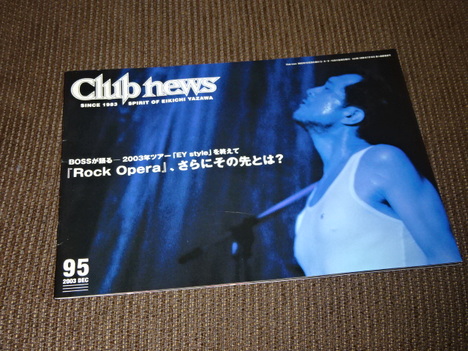 Club news
SINCE 1983 SPIRIT OF EIKICHI YAZAWA
BOSSが語る— 2003年ツアー「EY style」を終えて
『Rock Opera』、さらにその先とは？
95
2003 DEC